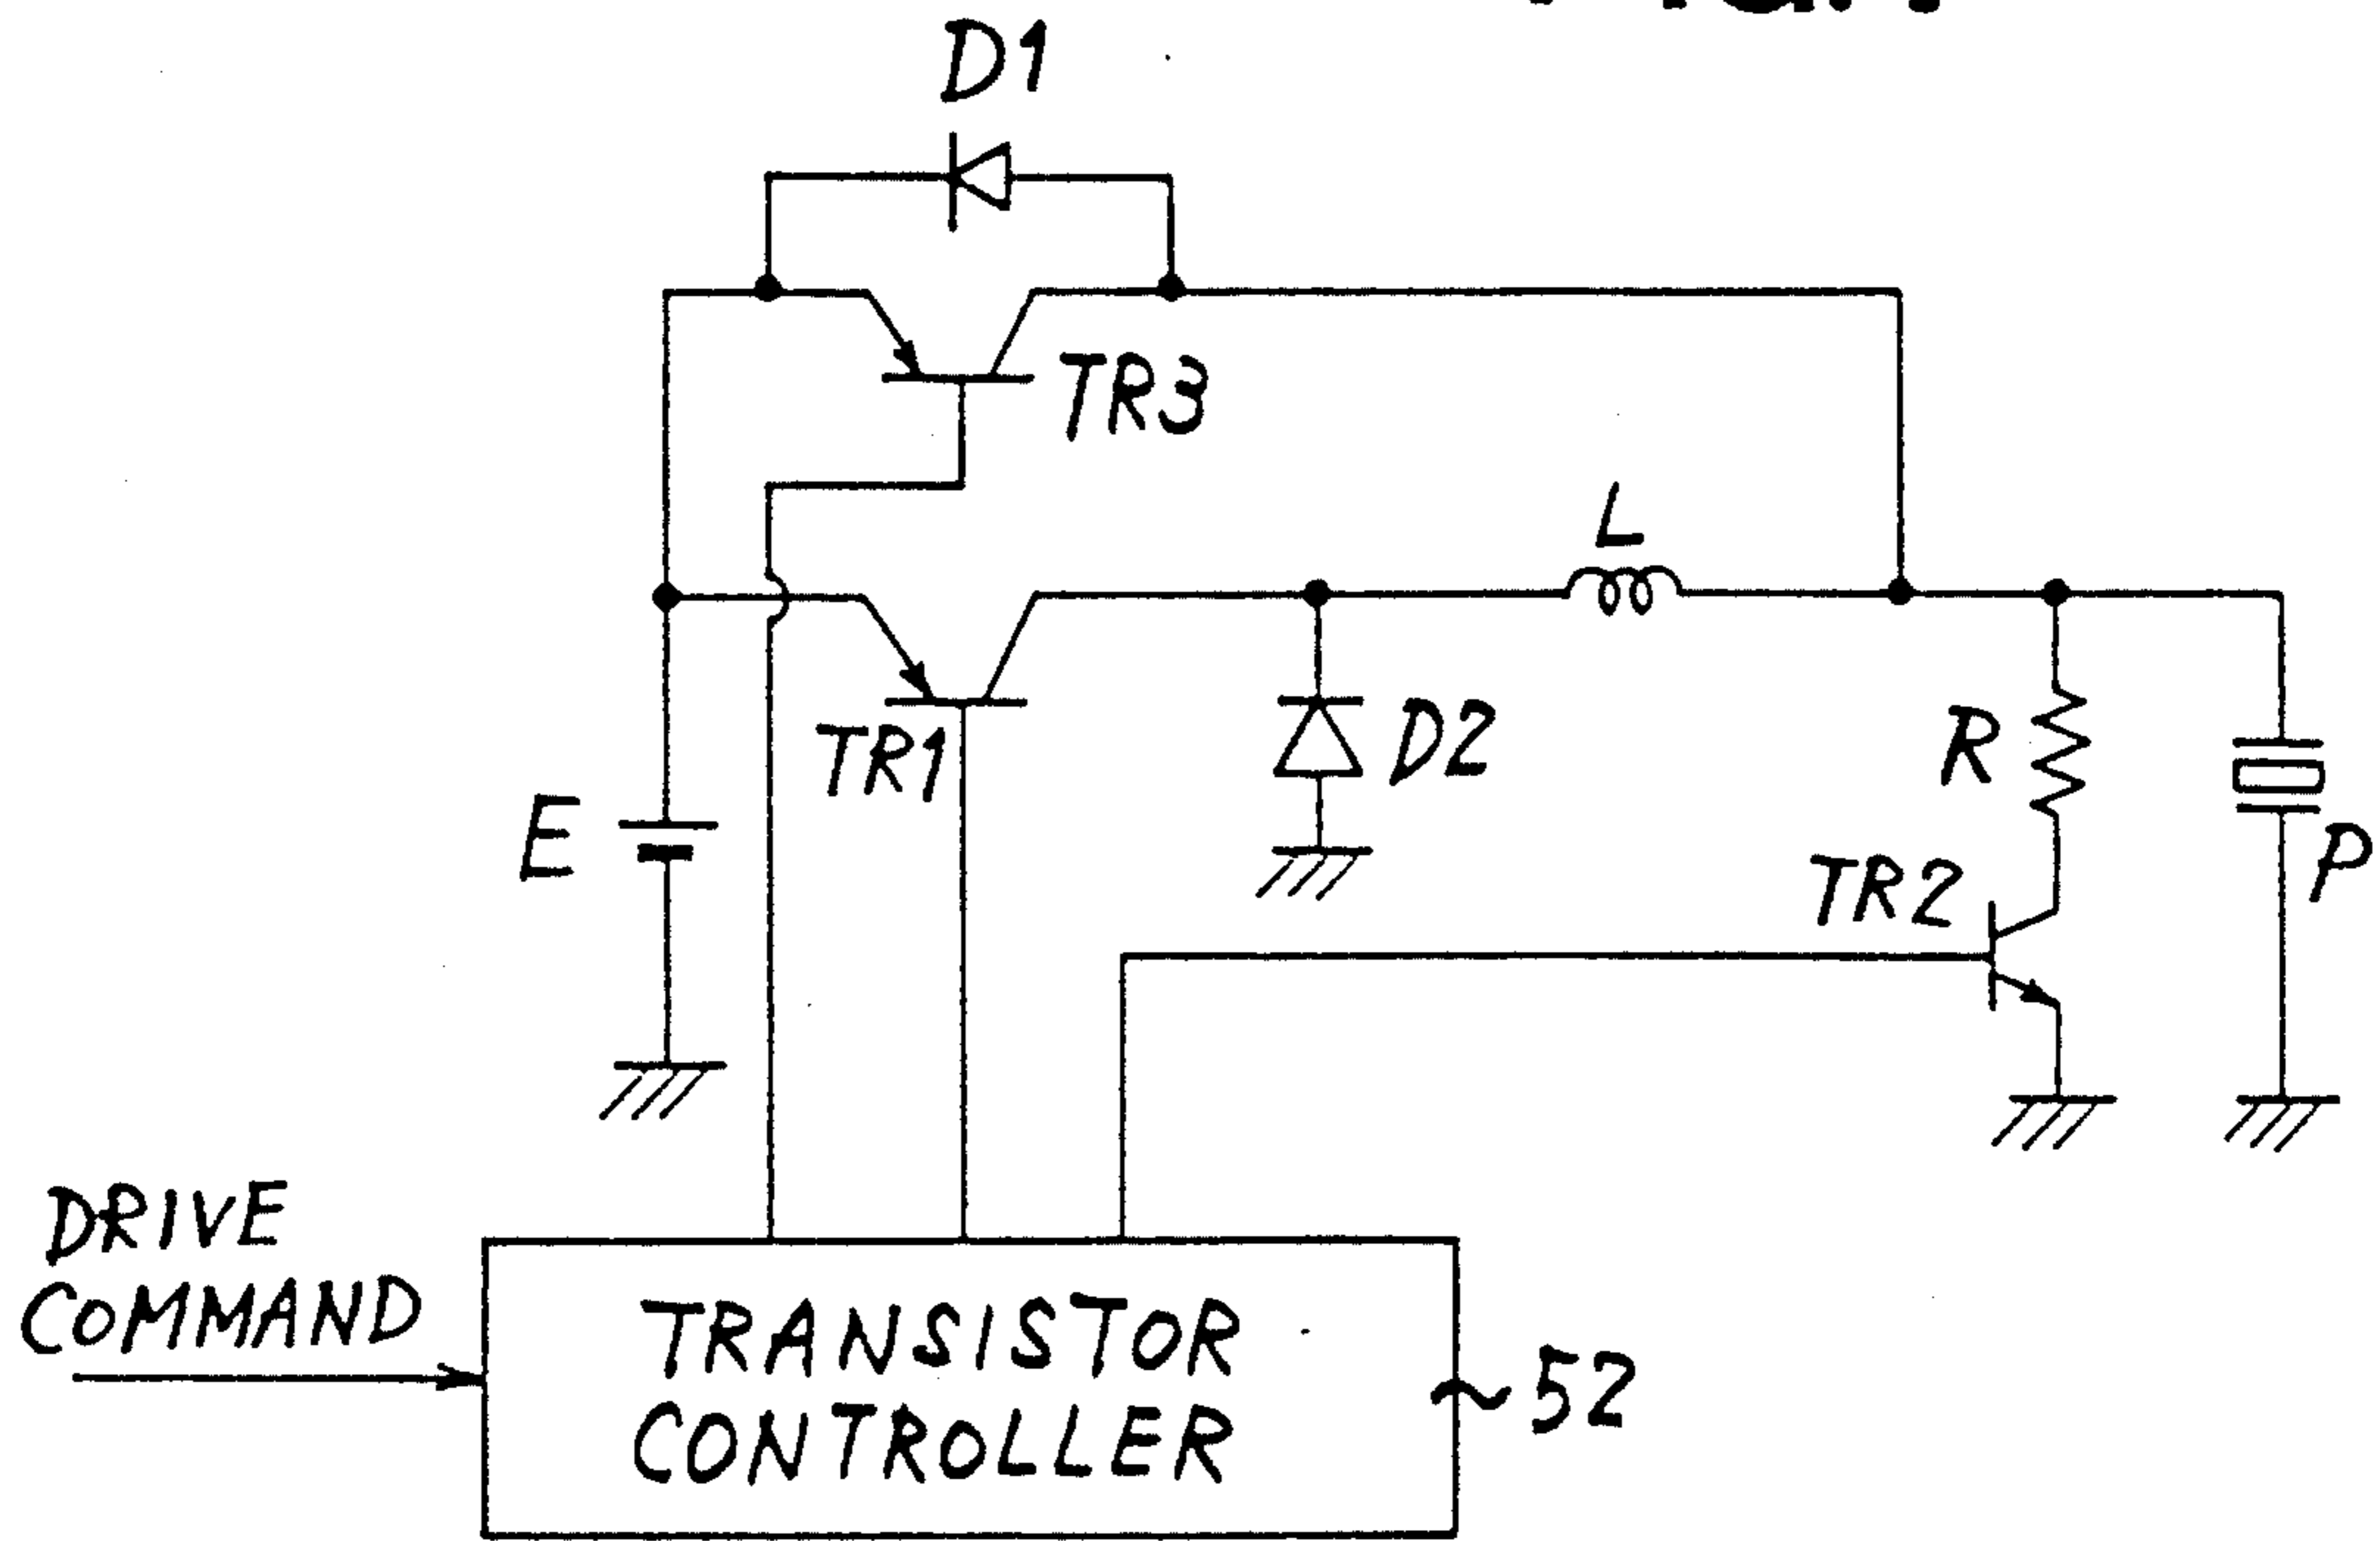 D1
TR3
L
TR1
D2
R
E
TR2
P
DRIVE
COMMAND
TRANSISTOR
CONTROLLER
52